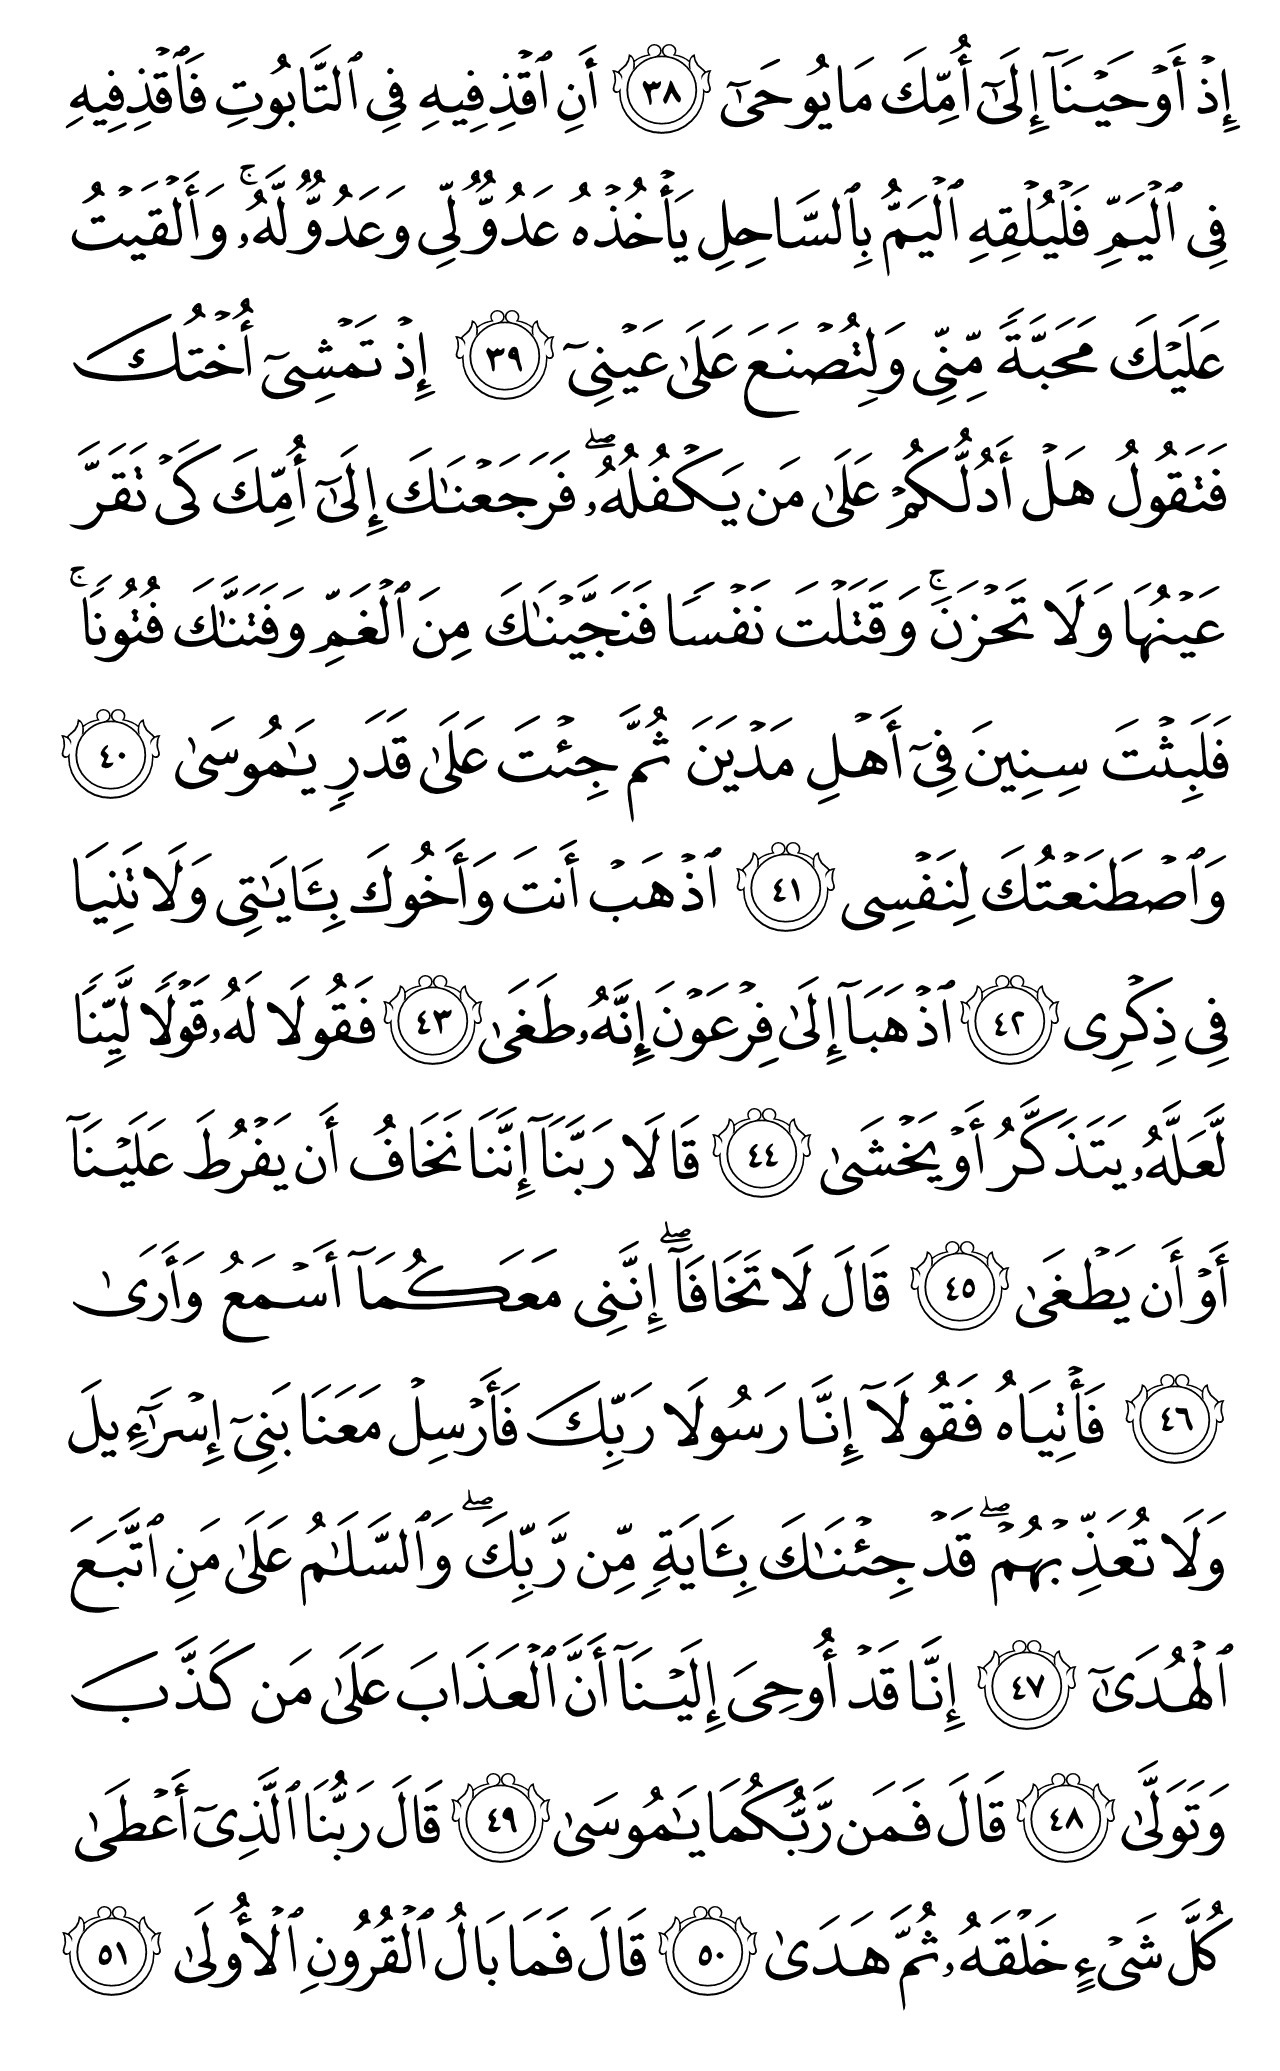 إِذْ أَوْحَيْنَآ إِلَىٰٓ أُمِّكَ مَا يُوحَىٰٓ ٣٨ أَنِ ٱقْذِفِيهِ فِى ٱلتَّابُوتِ فَٱقْذِفِيهِ
فِى ٱلْيَمِّ فَلْيُلْقِهِ ٱلْيَمُّ بِٱلسَّاحِلِ يَأْخُذْهُ عَدُوٌّ لِّى وَعَدُوٌّ لَّهُۥ ۚ وَأَلْقَيْتُ
عَلَيْكَ مَحَبَّةً مِّنِّى وَلِتُصْنَعَ عَلَىٰ عَيْنِىٓ ٣٩ إِذْ تَمْشِىٓ أُخْتُكَ
فَتَقُولُ هَلْ أَدُلُّكُمْ عَلَىٰ مَن يَكْفُلُهُۥ ۖ فَرَجَعْنَٰكَ إِلَىٰٓ أُمِّكَ كَىْ تَقَرَّ
عَيْنُهَا وَلَا تَحْزَنَ ۚ وَقَتَلْتَ نَفْسًا فَنَجَّيْنَٰكَ مِنَ ٱلْغَمِّ وَفَتَنَّٰكَ فُتُونًا ۚ
فَلَبِثْتَ سِنِينَ فِىٓ أَهْلِ مَدْيَنَ ثُمَّ جِئْتَ عَلَىٰ قَدَرٍ يَٰمُوسَىٰ ٤٠
وَٱصْطَنَعْتُكَ لِنَفْسِى ٤١ ٱذْهَبْ أَنتَ وَأَخُوكَ بِـَٔايَٰتِى وَلَا تَنِيَا
فِى ذِكْرِى ٤٢ ٱذْهَبَآ إِلَىٰ فِرْعَوْنَ إِنَّهُۥ طَغَىٰ ٤٣ فَقُولَا لَهُۥ قَوْلًا لَّيِّنًا
لَّعَلَّهُۥ يَتَذَكَّرُ أَوْ يَخْشَىٰ ٤٤ قَالَا رَبَّنَآ إِنَّنَا نَخَافُ أَن يَفْرُطَ عَلَيْنَآ
أَوْ أَن يَطْغَىٰ ٤٥ قَالَ لَا تَخَافَآ ۖ إِنَّنِى مَعَكُمَآ أَسْمَعُ وَأَرَىٰ
٤٦ فَأْتِيَاهُ فَقُولَآ إِنَّا رَسُولَا رَبِّكَ فَأَرْسِلْ مَعَنَا بَنِىٓ إِسْرَٰٓءِيلَ
وَلَا تُعَذِّبْهُمْ ۖ قَدْ جِئْنَٰكَ بِـَٔايَةٍ مِّن رَّبِّكَ ۖ وَٱلسَّلَٰمُ عَلَىٰ مَنِ ٱتَّبَعَ
ٱلْهُدَىٰٓ ٤٧ إِنَّا قَدْ أُوحِىَ إِلَيْنَآ أَنَّ ٱلْعَذَابَ عَلَىٰ مَن كَذَّبَ
وَتَوَلَّىٰ ٤٨ قَالَ فَمَن رَّبُّكُمَا يَٰمُوسَىٰ ٤٩ قَالَ رَبُّنَا ٱلَّذِىٓ أَعْطَىٰ
كُلَّ شَىْءٍ خَلْقَهُۥ ثُمَّ هَدَىٰ ٥٠ قَالَ فَمَا بَالُ ٱلْقُرُونِ ٱلْأُولَىٰ ٥١